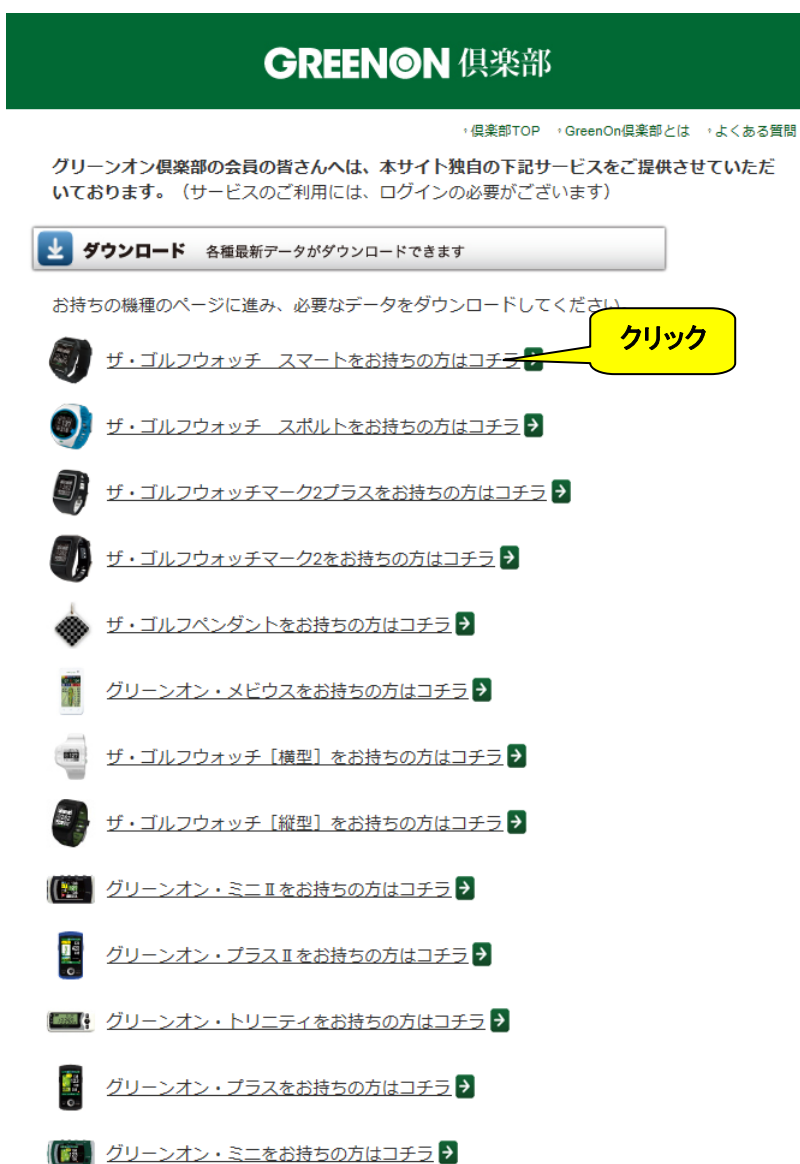 GREENON 倶楽部
倶楽部TOP GreenOn倶楽部とは よくある質問
グリーンオン倶楽部の会員の皆さんへは、本サイト独自の下記サービスをご提供させていただ
いております。（サービスのご利用には、ログインの必要がございます）
ダウンロード 各種最新データがダウンロードできます
お持ちの機種のページに進み、必要なデータをダウンロードしてください
クリック
ザ・ゴルフウォッチ　スマートをお持ちの方はコチラ
ザ・ゴルフウォッチ　スポルトをお持ちの方はコチラ
ザ・ゴルフウォッチマーク2プラスをお持ちの方はコチラ
ザ・ゴルフウォッチマーク2をお持ちの方はコチラ
ザ・ゴルフペンダントをお持ちの方はコチラ
グリーンオン・メビウスをお持ちの方はコチラ
ザ・ゴルフウォッチ［横型］をお持ちの方はコチラ
ザ・ゴルフウォッチ［縦型］をお持ちの方はコチラ
グリーンオン・ミニⅡをお持ちの方はコチラ
グリーンオン・プラスⅡをお持ちの方はコチラ
グリーンオン・トリニティをお持ちの方はコチラ
グリーンオン・プラスをお持ちの方はコチラ
グリーンオン・ミニをお持ちの方はコチラ